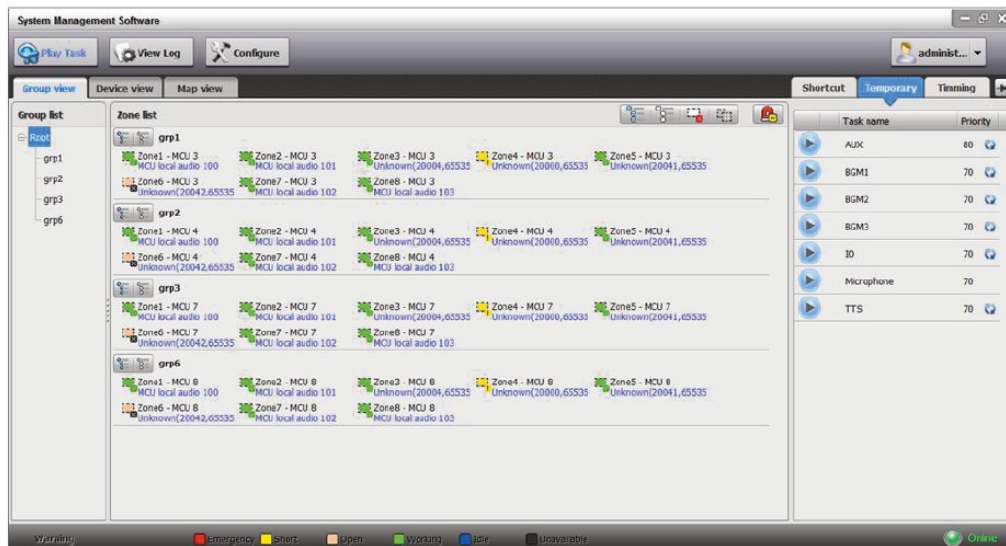 System Management Software
Play Task View Log Configure administ...
Group view Device view Map view Shortcut Temporary Timming
Group list Zone list Task name Priority
Root
grp1
grp2
grp3
grp6
grp1
Zone1 - MCU 3 Zone2 - MCU 3 Zone3 - MCU 3 Zone4 - MCU 3 Zone5 - MCU 3
MCU local audio 100 MCU local audio 101 Unknown(20004,65535 Unknown(20000,65535 Unknown(20041,65535
Zone6 - MCU 3 Zone7 - MCU 3 Zone8 - MCU 3
Unknown(20042,65535 MCU local audio 102 MCU local audio 103
grp2
Zone1 - MCU 4 Zone2 - MCU 4 Zone3 - MCU 4 Zone4 - MCU 4 Zone5 - MCU 4
MCU local audio 100 MCU local audio 101 Unknown(20004,65535 Unknown(20000,65535 Unknown(20041,65535
Zone6 - MCU 4 Zone7 - MCU 4 Zone8 - MCU 4
Unknown(20042,65535 MCU local audio 102 MCU local audio 103
grp3
Zone1 - MCU 7 Zone2 - MCU 7 Zone3 - MCU 7 Zone4 - MCU 7 Zone5 - MCU 7
MCU local audio 100 MCU local audio 101 Unknown(20004,65535 Unknown(20000,65535 Unknown(20041,65535
Zone6 - MCU 7 Zone7 - MCU 7 Zone8 - MCU 7
Unknown(20042,65535 MCU local audio 102 MCU local audio 103
grp6
Zone1 - MCU 8 Zone2 - MCU 8 Zone3 - MCU 8 Zone4 - MCU 8 Zone5 - MCU 8
MCU local audio 100 MCU local audio 101 Unknown(20004,65535 Unknown(20000,65535 Unknown(20041,65535
Zone6 - MCU 8 Zone7 - MCU 8 Zone8 - MCU 8
Unknown(20042,65535 MCU local audio 102 MCU local audio 103
AUX 80
BGM1 70
BGM2 70
BGM3 70
IO 70
Microphone 70
TTS 70
Warning Emergency Short Open Working Idle Unavailable Online